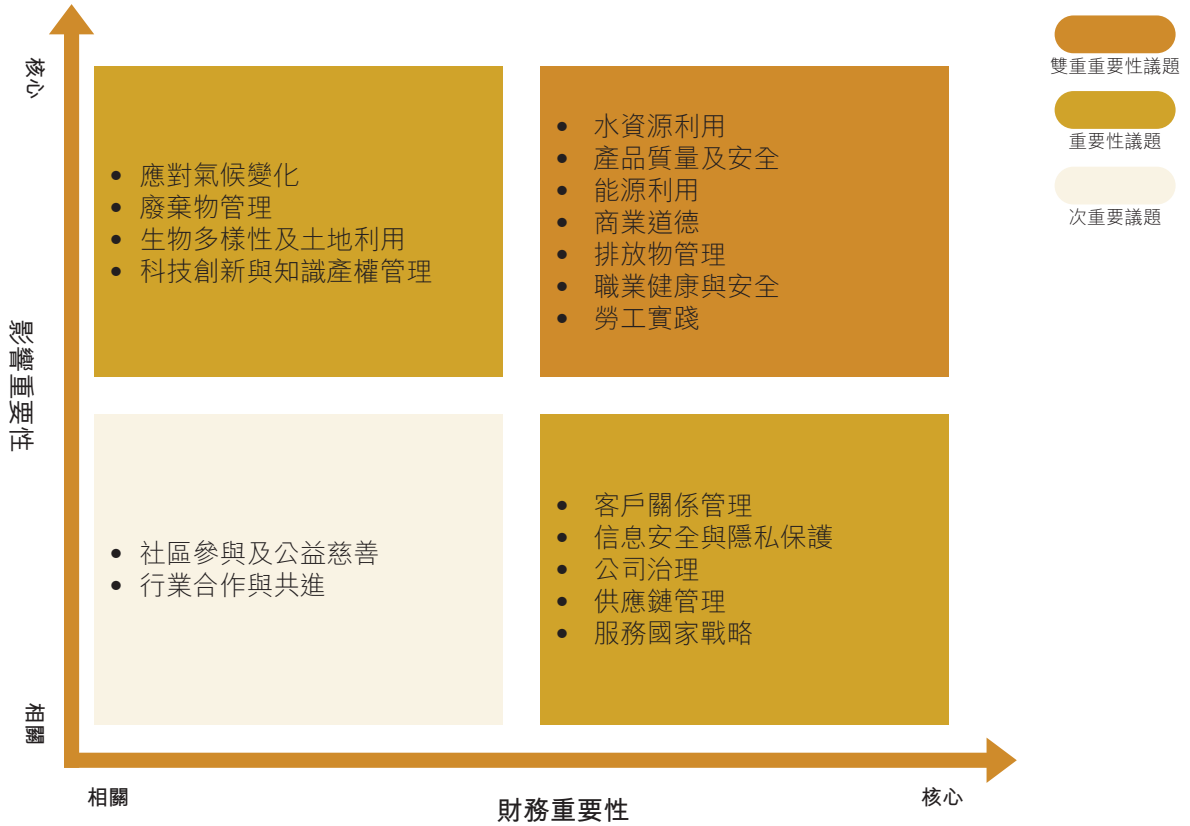 核心
影響重要性
相關
應對氣候變化
廢棄物管理
生物多樣性及土地利用
科技創新與知識產權管理
水資源利用
產品質量及安全
能源利用
商業道德
排放物管理
職業健康與安全
勞工實踐
社區參與及公益慈善
行業合作與共進
客戶關係管理
信息安全與隱私保護
公司治理
供應鏈管理
服務國家戰略
相關
財務重要性
核心
雙重重要性議題
重要性議題
次重要議題